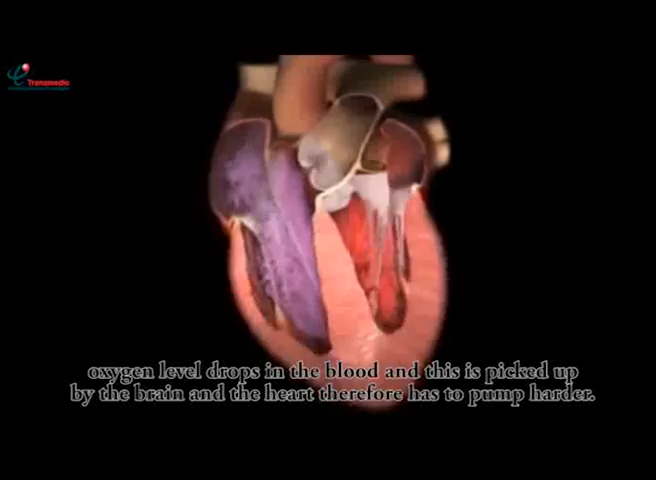 Transmedia
oxygen level drops in the blood and this is picked up
by the brain and the heart therefore has to pump harder.